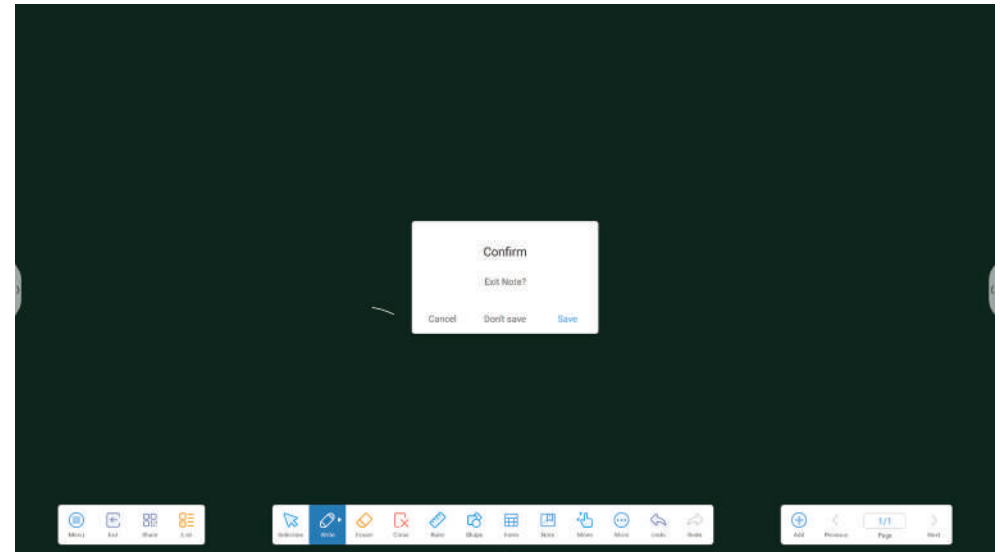 Confirm
Exit Note?
Cancel Don't save Save
Menu Exit Share
Selection Write Eraser Clear Ruler Shape Form Note Move More Undo Redo
Add Previous 1/1 Page Next